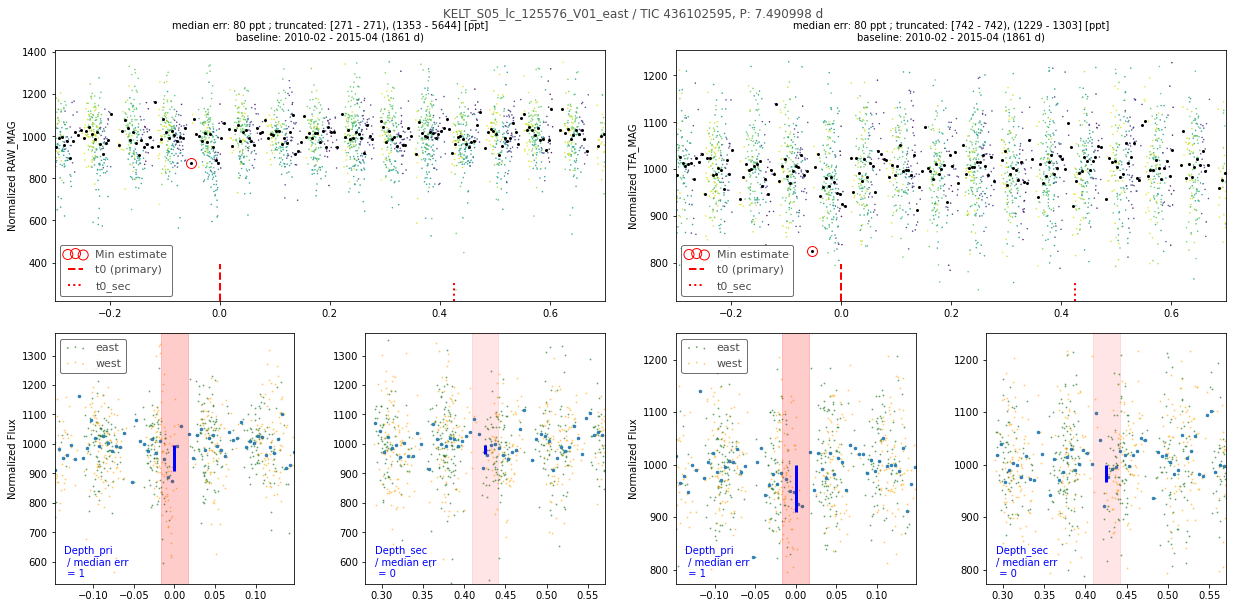 KELT_S05_lc_125576_V01_east / TIC 436102595, P: 7.490998 d
median err: 80 ppt ; truncated: [271 - 271), (1353 - 5644] [ppt]
baseline: 2010-02 - 2015-04 (1861 d)
median err: 80 ppt ; truncated: [742 - 742), (1229 - 1303] [ppt]
baseline: 2010-02 - 2015-04 (1861 d)
Normalized RAW_MAG
1400
1200
1000
800
600
400
Min estimate
t0 (primary)
t0_sec
−0.2
0.0
0.2
0.4
0.6
Normalized TFA_MAG
1200
1100
1000
900
800
Min estimate
t0 (primary)
t0_sec
−0.2
0.0
0.2
0.4
0.6
Normalized Flux
1300
1200
1100
1000
900
800
700
600
east
west
Depth_pri
/ median err
= 1
−0.10
−0.05
0.00
0.05
0.10
1300
1200
1100
1000
900
800
700
600
Depth_sec
/ median err
= 0
0.30
0.35
0.40
0.45
0.50
0.55
Normalized Flux
1200
1100
1000
900
800
east
west
Depth_pri
/ median err
= 1
−0.10
−0.05
0.00
0.05
0.10
1200
1100
1000
900
800
Depth_sec
/ median err
= 0
0.30
0.35
0.40
0.45
0.50
0.55